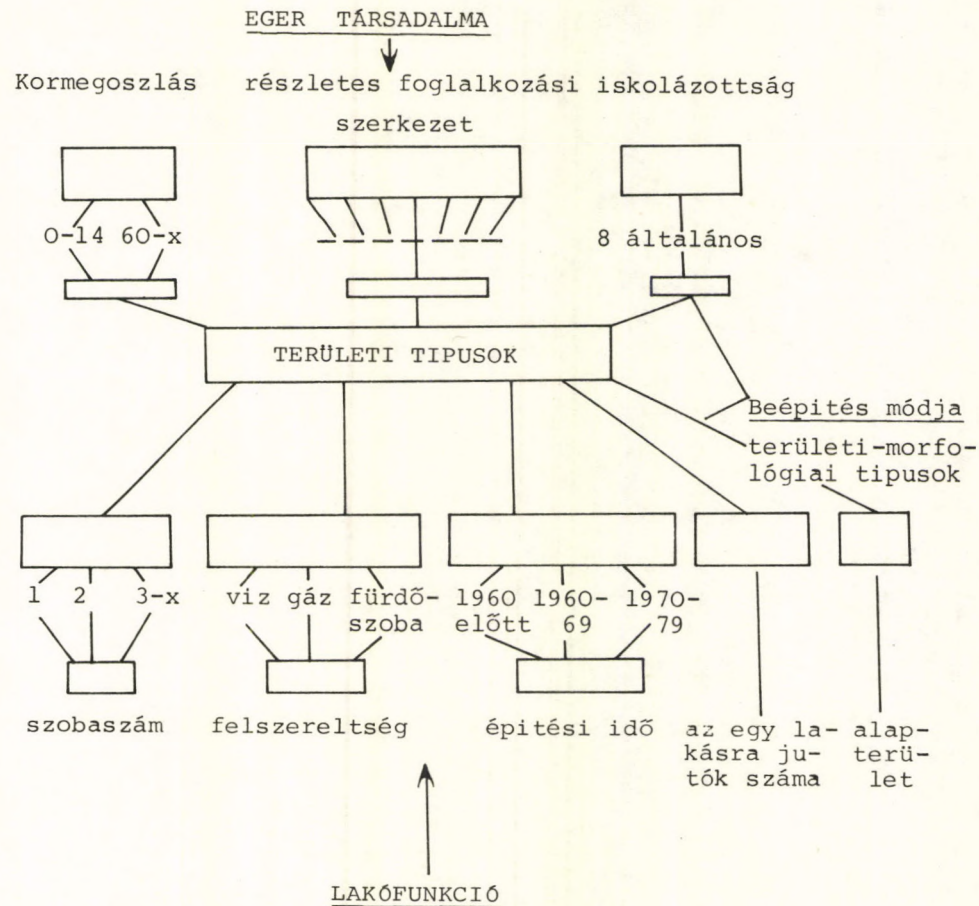 EGER TÁRSADALMA
Kormegoszlás részletes foglalkozási iskolázottság
szerkezet
0-14 60-x
8 általános
TERÜLETI TIPUSOK
Beépités módja
területi-morfo-
lógiai tipusok
1 2 3-x
viz gáz fürdő-
szoba
1960 1960- 1970-
előtt 69 79
szobaszám
felszereltség
épitési idő
az egy la-
kásra ju-
tók száma
alap-
terü-
let
LAKÓFUNKCIÓ